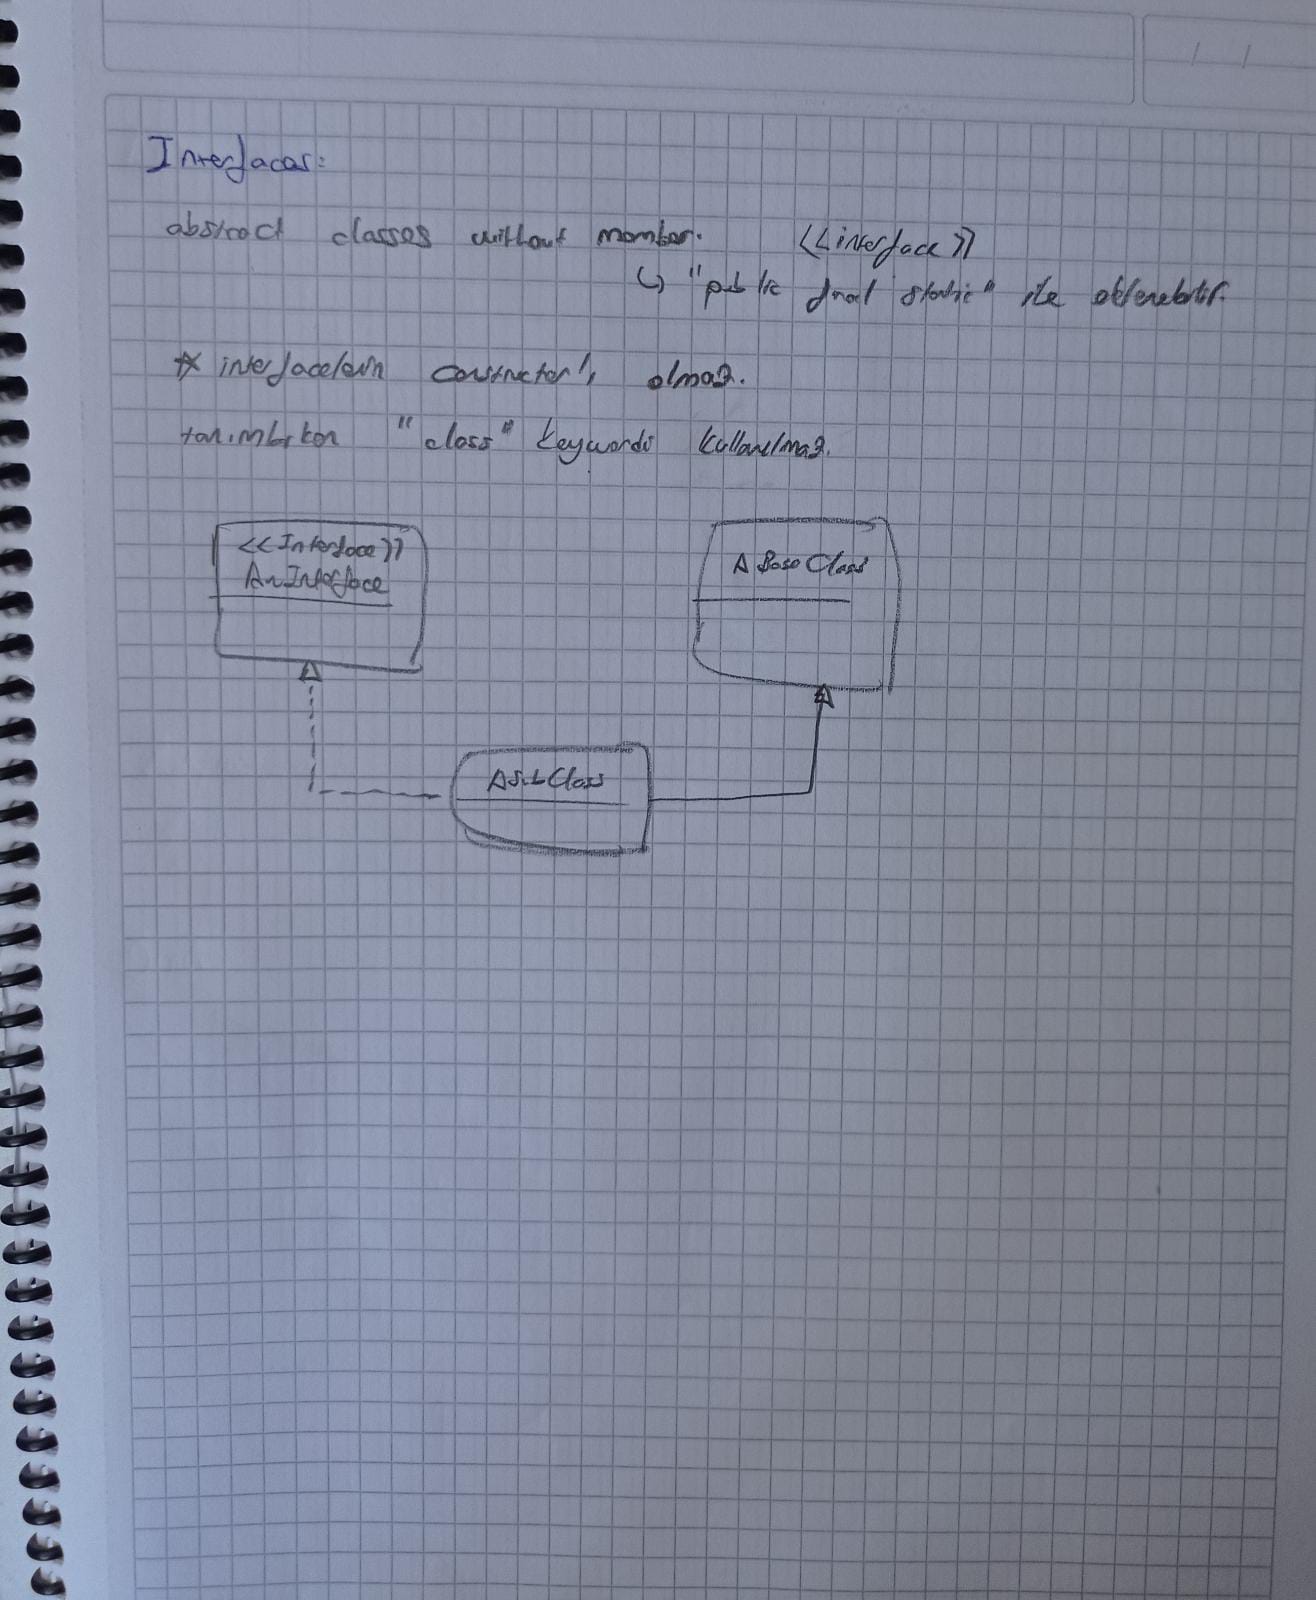 Interfaces:
abstract classes without member. <<interface>>
↳ "public final static" ile eklenebilir.
* interfacelerin constructor'ı olmaz.
tanımlarken "class" keywordü kullanılmaz.
<<Interface>>
AnInterface
A Base Class
ASubClass